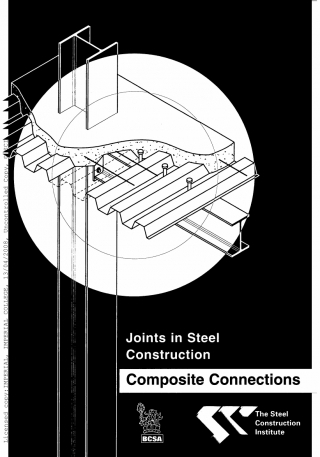 Joints in Steel
Construction
Composite Connections
BCSA
The Steel
Construction
Institute
Licensed copy:IMPERIAL, IMPERIAL COLLEGE, 13/04/2008, Uncontrolled Copy,